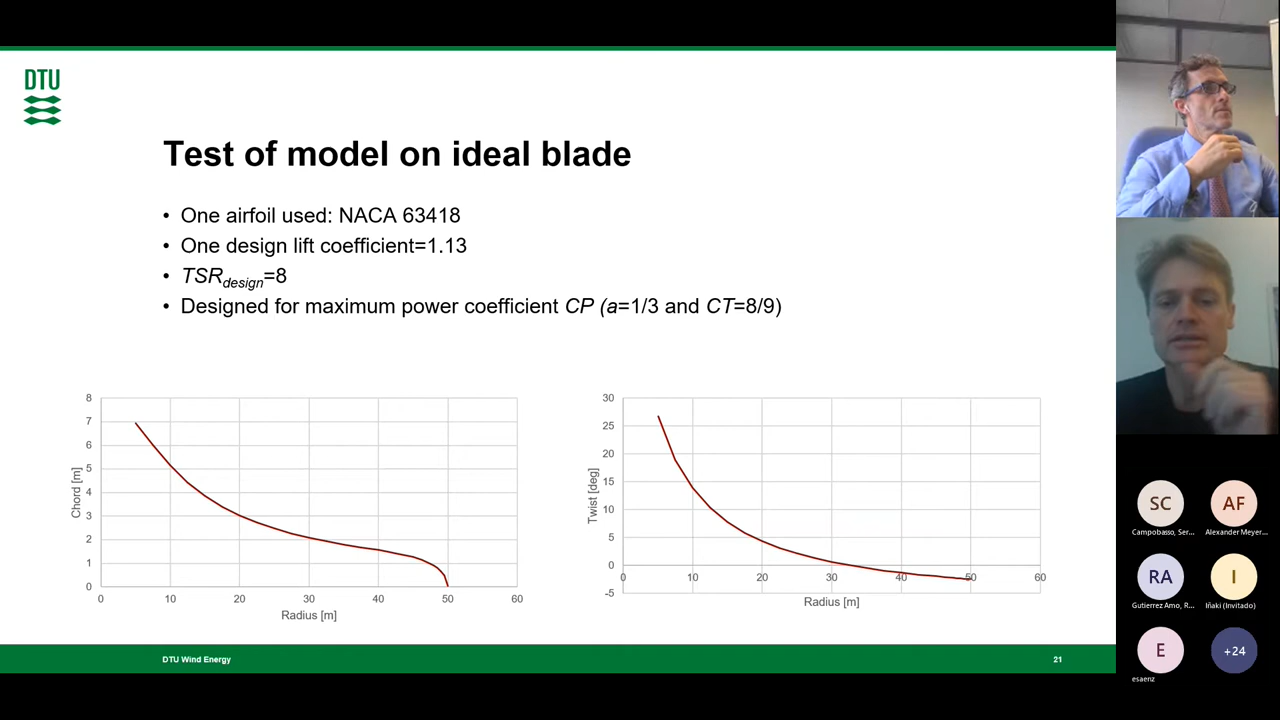 DTU
Test of model on ideal blade
• One airfoil used: NACA 63418
• One design lift coefficient=1.13
• TSRdesign=8
• Designed for maximum power coefficient CP (a=1/3 and CT=8/9)
8
7
6
5
4
3
2
1
0
Chord [m]
0 10 20 30 40 50 60
Radius [m]
30
25
20
15
10
5
0
-5
Twist [deg]
0 10 20 30 40 50 60
Radius [m]
DTU Wind Energy
21
SC
AF
Campobasso, Ser...
Alexander Meyer...
RA
I
Gutierrez Amo, R...
Iñaki (Invitado)
E
+24
esaenz